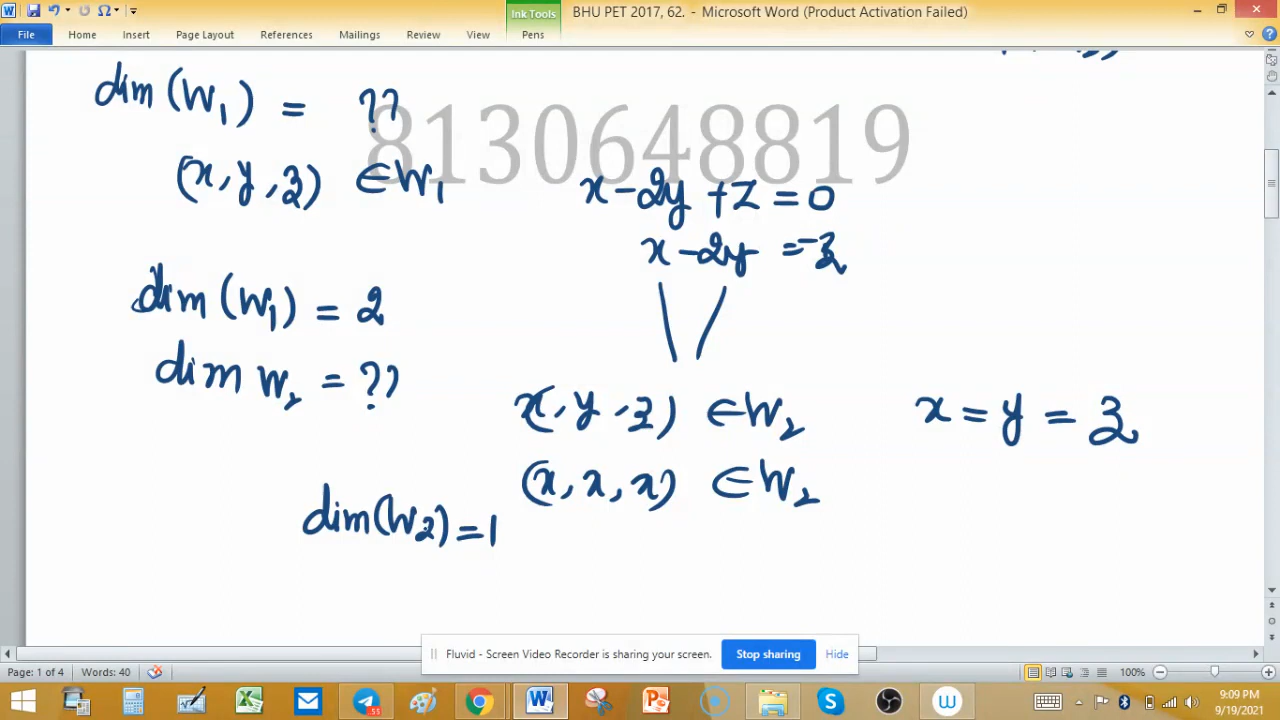 BHU PET 2017, 62. - Microsoft Word (Product Activation Failed)
Ink Tools
File Home Insert Page Layout References Mailings Review View Pens
8130648819
dim (W1) = ??
(x, y, z) ∈ W1
x - 2y + z = 0
x - 2y = -z
dim (W1) = 2
dim W2 = ??
x, y, z) ∈ W2
x = y = z
(x, x, x) ∈ W2
dim(W2) = 1
Fluvid - Screen Video Recorder is sharing your screen. Stop sharing Hide
Page: 1 of 4 Words: 40 100%
9:09 PM
9/19/2021